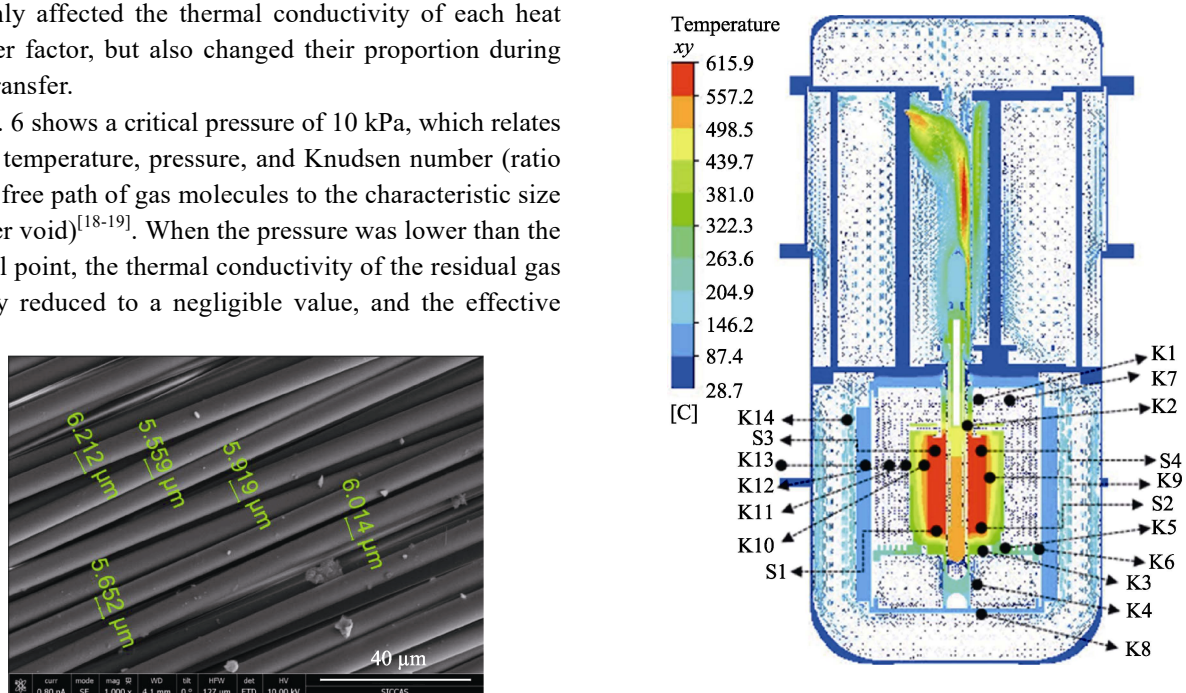 nly affected the thermal conductivity of each heat
er factor, but also changed their proportion during
ransfer.
. 6 shows a critical pressure of 10 kPa, which relates
temperature, pressure, and Knudsen number (ratio
free path of gas molecules to the characteristic size
er void)[18-19]. When the pressure was lower than the
l point, the thermal conductivity of the residual gas
y reduced to a negligible value, and the effective
6.212 μm
5.559 μm
5.919 μm
6.014 μm
5.652 μm
40 μm
curr mode mag WD tilt HFW det HV
0.80 nA SE 1,000 x 4.1 mm 0 ° 127 μm ETD 10.00 kV SICCAS
Temperature
xy
615.9
557.2
498.5
439.7
381.0
322.3
263.6
204.9
146.2
87.4
28.7
[C]
K1
K7
K2
K14
S3
K13
K12
K11
K10
S1
S4
K9
S2
K5
K6
K3
K4
K8